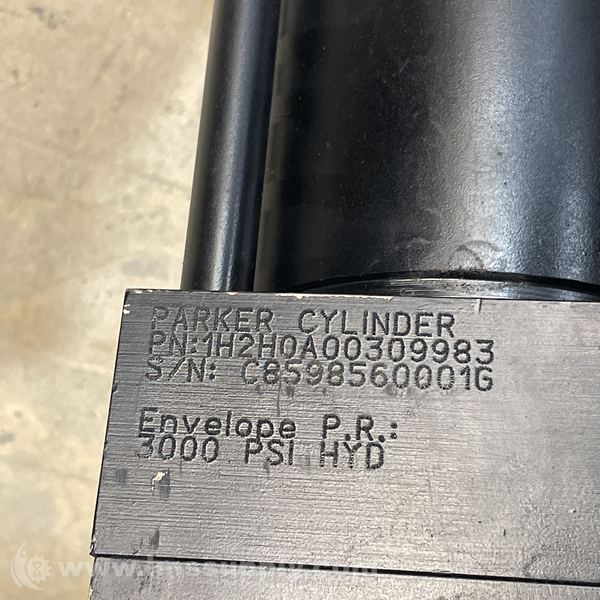 PARKER CYLINDER
PN:1H2H0A00309983
S/N: C8598560001G
Envelope P.R.:
3000 PSI HYD